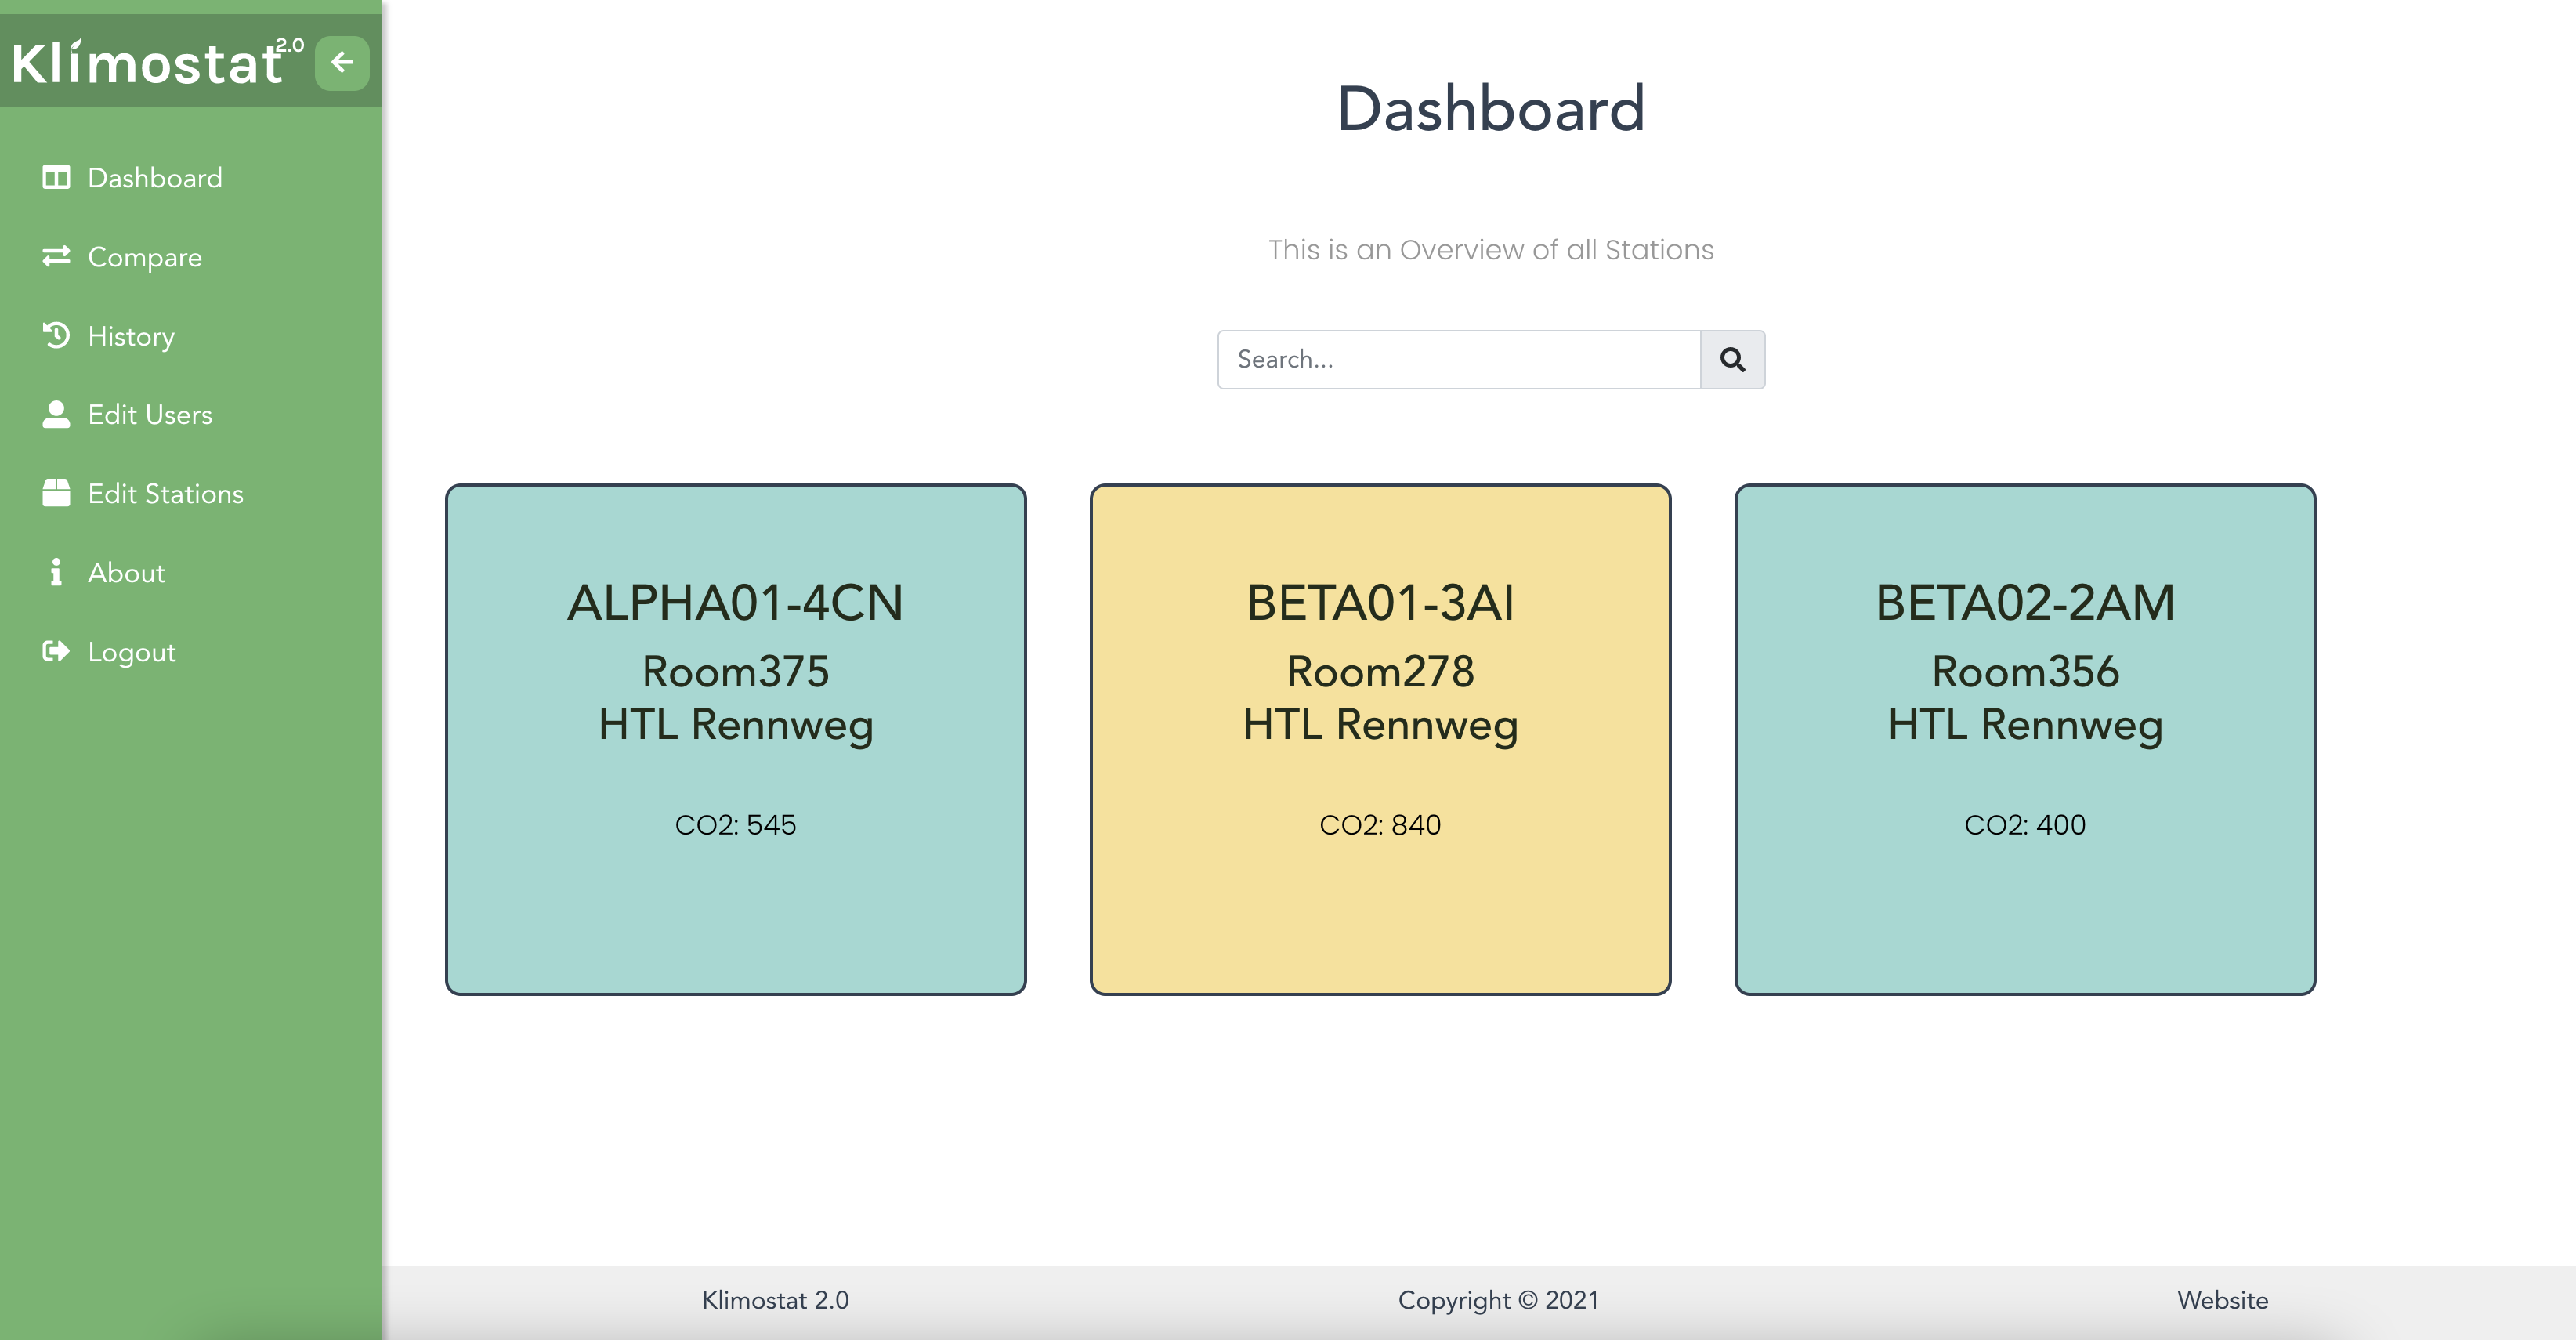 Klimostat 2.0
Dashboard
Compare
History
Edit Users
Edit Stations
About
Logout
Dashboard
This is an Overview of all Stations
Search...
ALPHA01-4CN
Room375
HTL Rennweg
CO2: 545
BETA01-3AI
Room278
HTL Rennweg
CO2: 840
BETA02-2AM
Room356
HTL Rennweg
CO2: 400
Klimostat 2.0
Copyright © 2021
Website